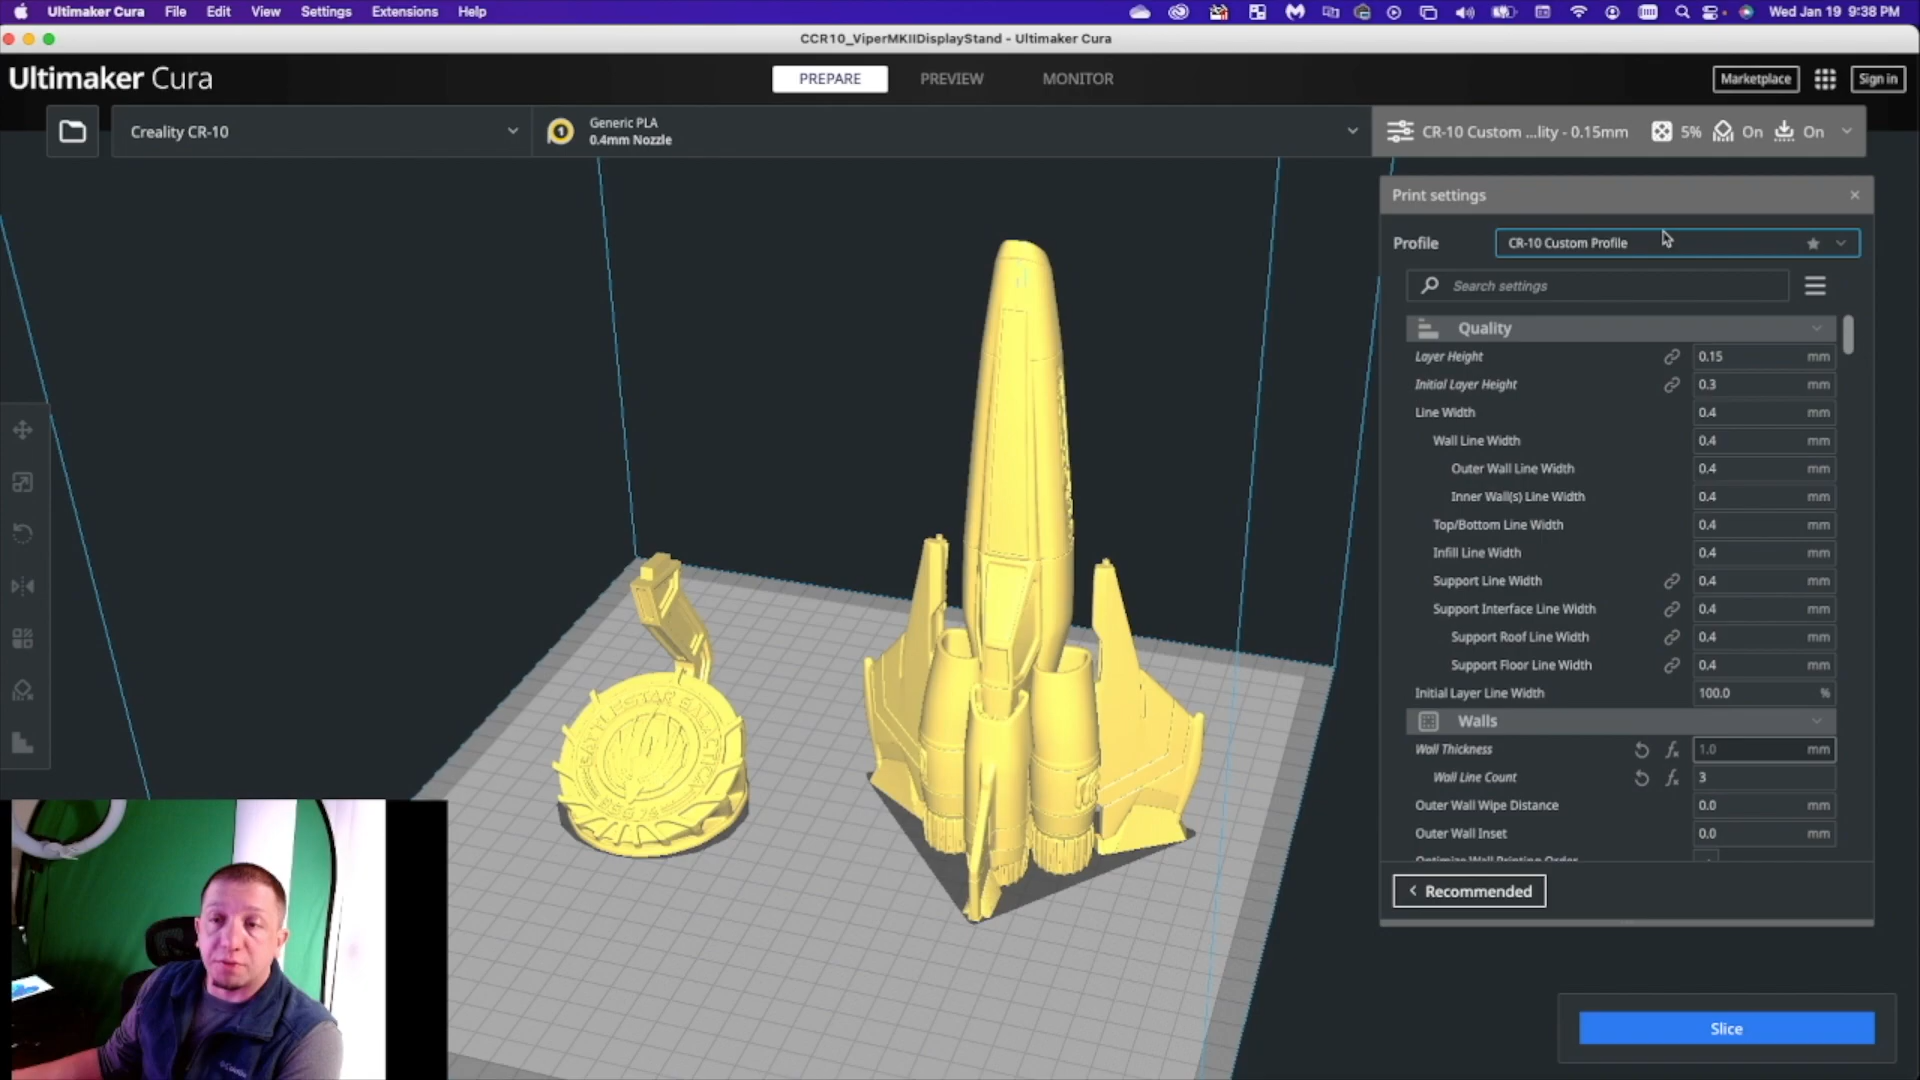 Ultimaker Cura File Edit View Settings Extensions Help Wed Jan 19 9:38 PM
CCR10_ViperMKIIDisplayStand - Ultimaker Cura
Ultimaker Cura PREPARE PREVIEW MONITOR Marketplace Sign in
Creality CR-10
1
Generic PLA
0.4mm Nozzle
CR-10 Custom ...lity - 0.15mm 5% On On
Print settings
Profile CR-10 Custom Profile
Search settings
Quality
Layer Height 0.15 mm
Initial Layer Height 0.3 mm
Line Width 0.4 mm
Wall Line Width 0.4 mm
Outer Wall Line Width 0.4 mm
Inner Wall(s) Line Width 0.4 mm
Top/Bottom Line Width 0.4 mm
Infill Line Width 0.4 mm
Support Line Width 0.4 mm
Support Interface Line Width 0.4 mm
Support Roof Line Width 0.4 mm
Support Floor Line Width 0.4 mm
Initial Layer Line Width 100.0 %
Walls
Wall Thickness 1.0 mm
Wall Line Count 3
Outer Wall Wipe Distance 0.0 mm
Outer Wall Inset 0.0 mm
Optimize Wall Printing Order
Recommended
Slice
BATTLESTAR GALACTICA